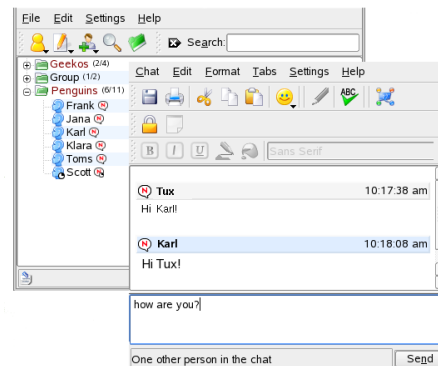 File Edit Settings Help
Search:
Geekos (2/4)
Group (1/2)
Penguins (6/11)
Frank N
Jana N
Karl N
Klara N
Toms N
Scott N
Chat Edit Format Tabs Settings Help
ABC
B I U Sans Serif
N Tux 10:17:38 am
Hi Karl!
N Karl 10:18:08 am
Hi Tux!
how are you?
One other person in the chat Send